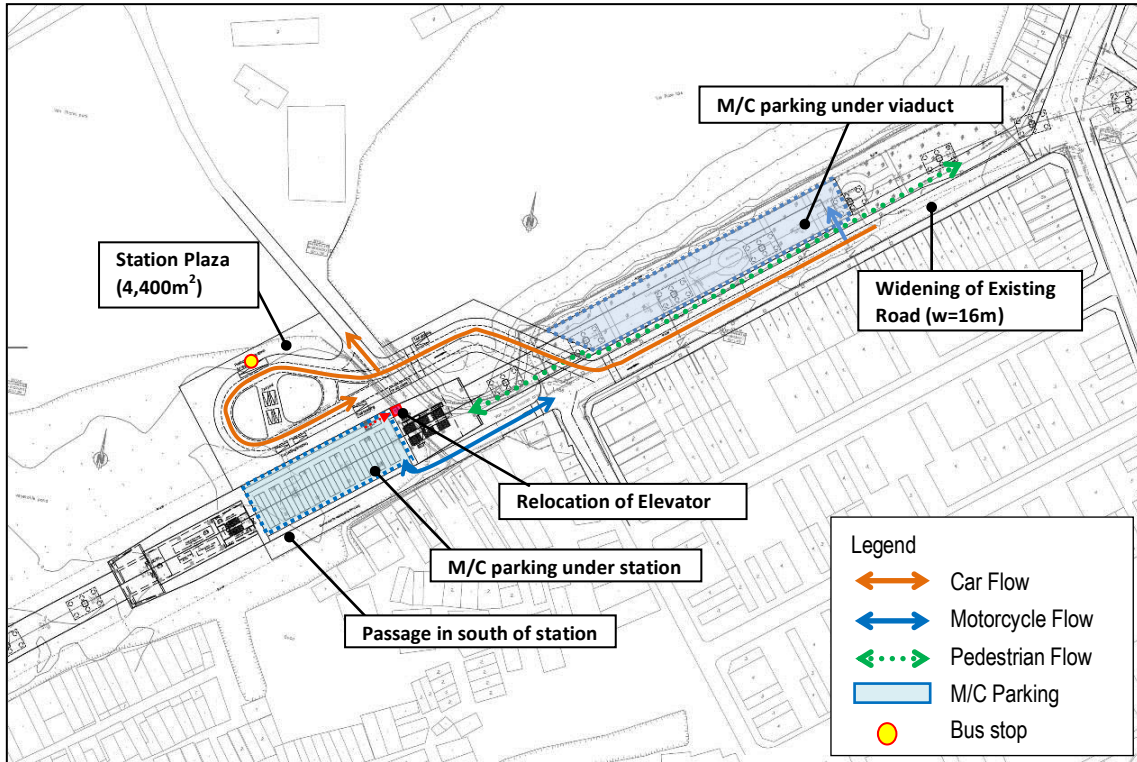 M/C parking under viaduct
Station Plaza
(4,400m²)
Widening of Existing
Road (w=16m)
Relocation of Elevator
M/C parking under station
Passage in south of station
Legend
Car Flow
Motorcycle Flow
Pedestrian Flow
M/C Parking
Bus stop
N
N